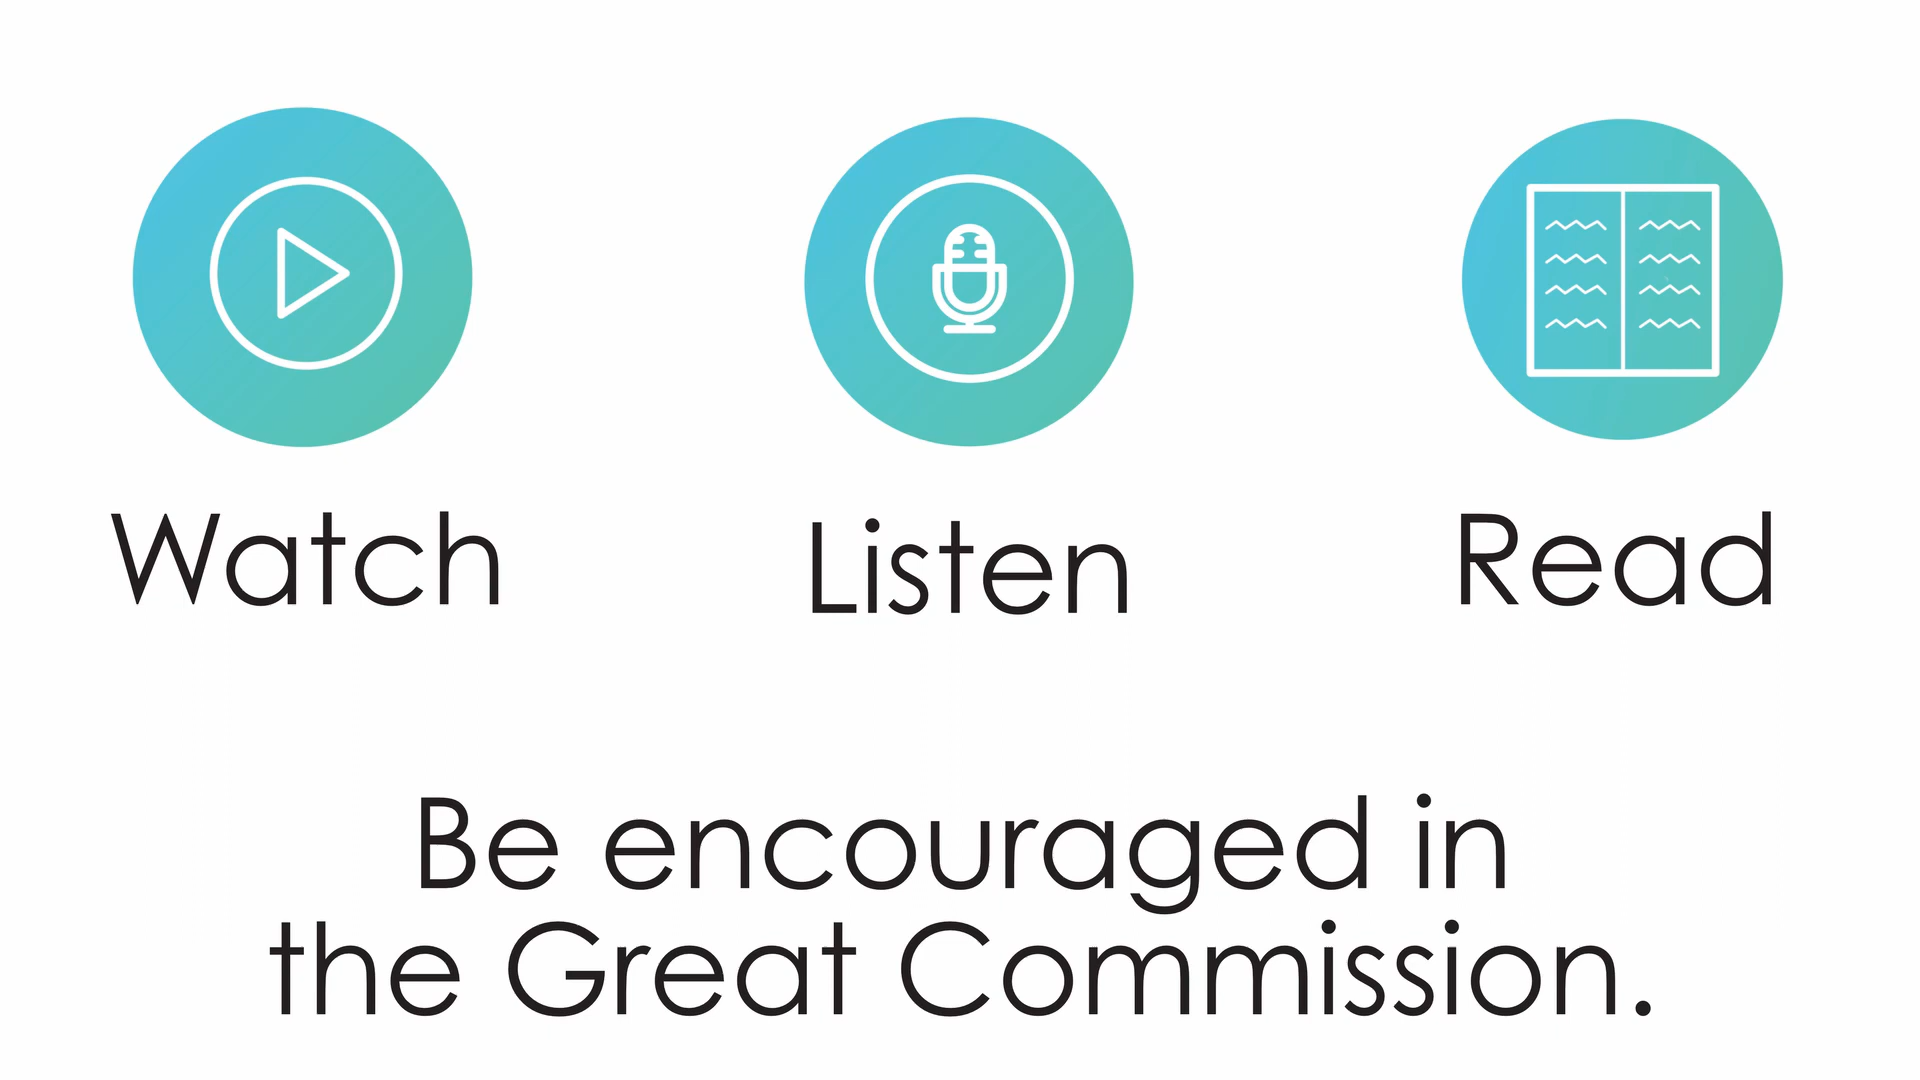 Watch
Listen
Read
Be encouraged in
the Great Commission.